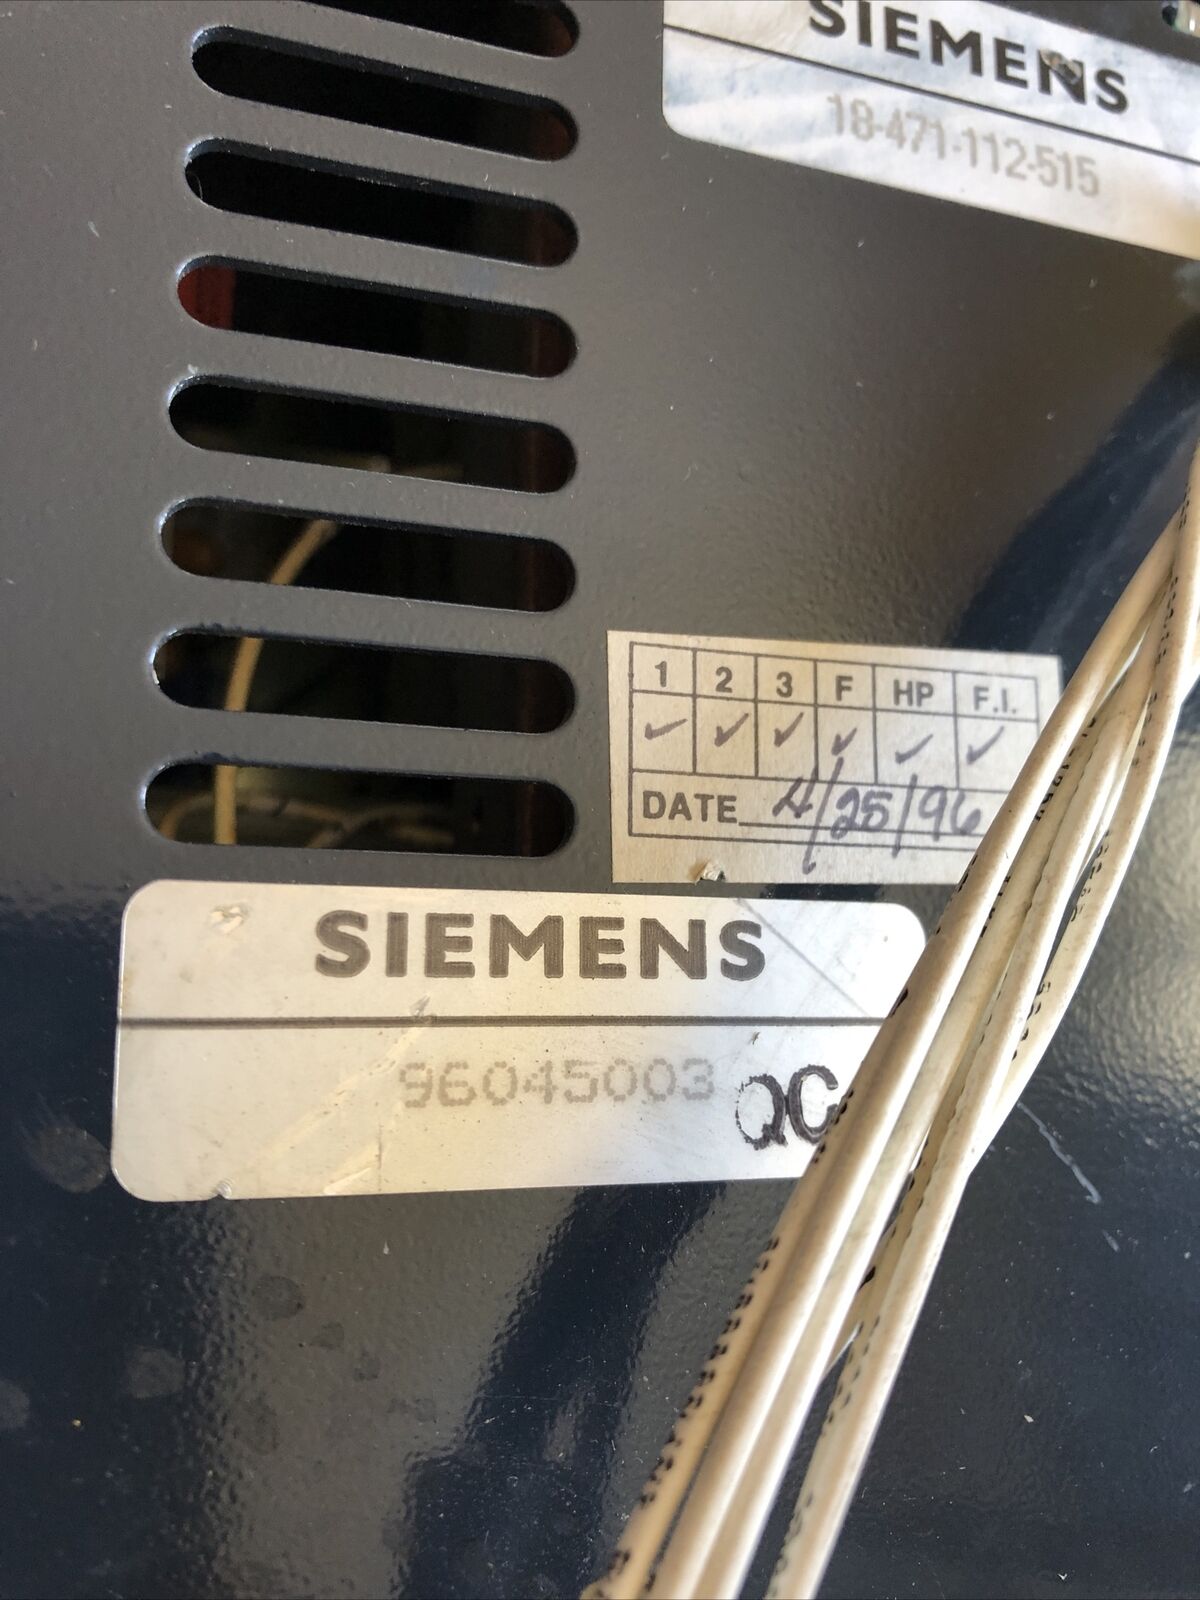 SIEMENS
18-471-112-515
1 2 3 F HP F.I.
✓ ✓ ✓ ✓ ✓ ✓
DATE 4/25/96
SIEMENS
96045003 QC